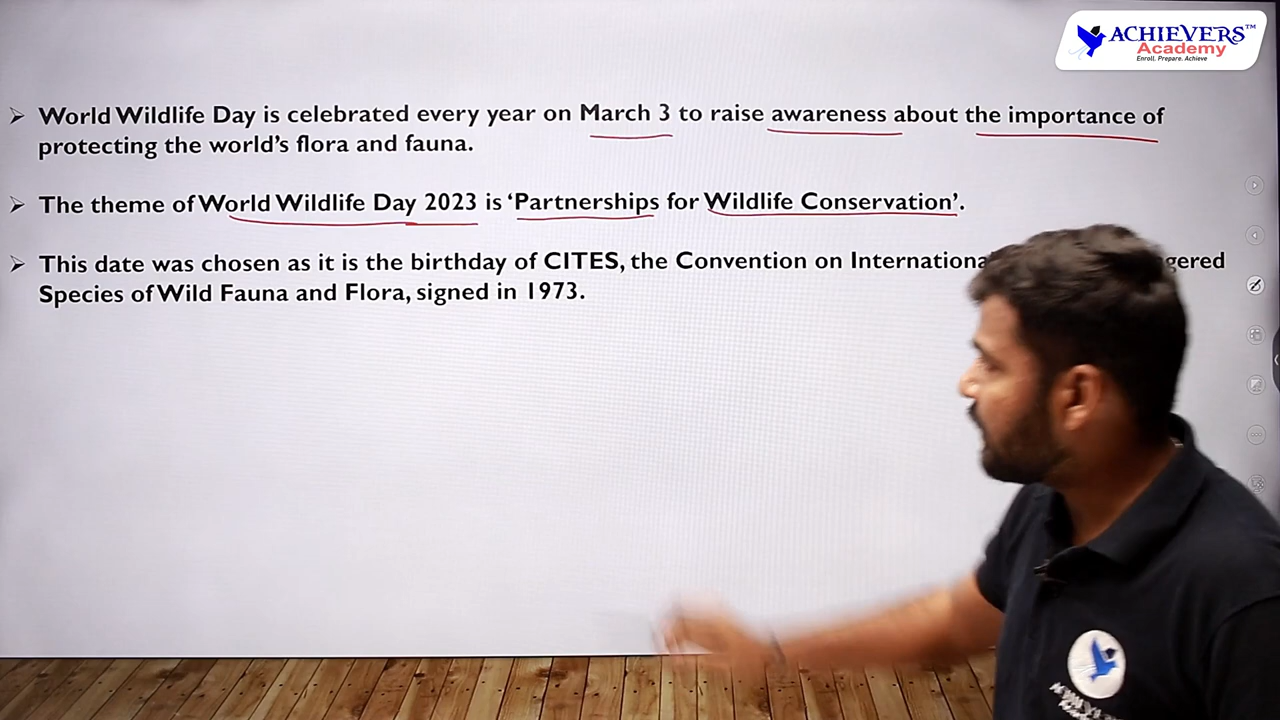 ACHIEVERS™
Academy
Enroll. Prepare. Achieve
➢ World Wildlife Day is celebrated every year on March 3 to raise awareness about the importance of
protecting the world's flora and fauna.
➢ The theme of World Wildlife Day 2023 is ‘Partnerships for Wildlife Conservation’.
➢ This date was chosen as it is the birthday of CITES, the Convention on
Species of Wild Fauna and Flora, signed in 1973.